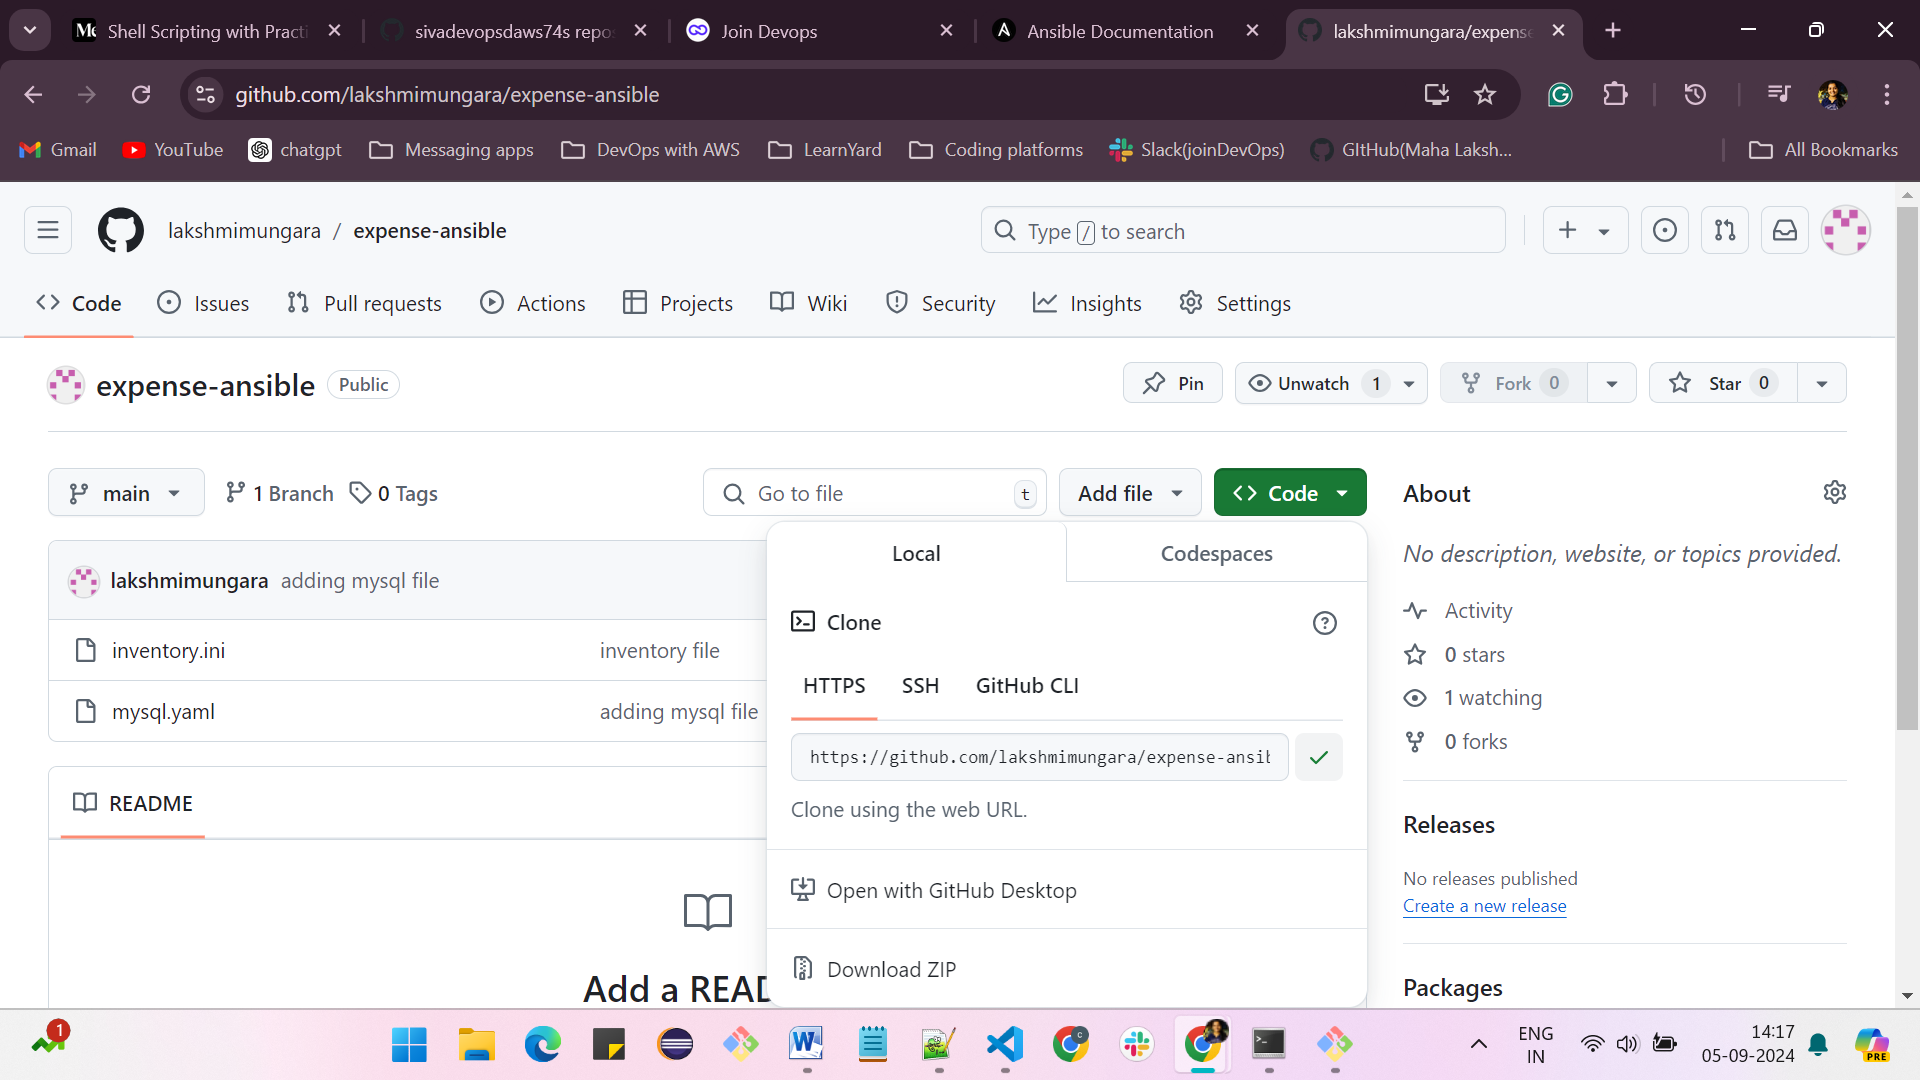 Shell Scripting with Practi
sivadevopsdaws74s repos
Join Devops
Ansible Documentation
lakshmimungara/expense
github.com/lakshmimungara/expense-ansible
Gmail
YouTube
chatgpt
Messaging apps
DevOps with AWS
LearnYard
Coding platforms
Slack(joinDevOps)
GItHub(Maha Laksh...
All Bookmarks
lakshmimungara / expense-ansible
Type / to search
Code
Issues
Pull requests
Actions
Projects
Wiki
Security
Insights
Settings
expense-ansible Public
Pin
Unwatch 1
Fork 0
Star 0
main
1 Branch
0 Tags
Go to file t
Add file
Code
About
Local
Codespaces
No description, website, or topics provided.
lakshmimungara adding mysql file
Activity
Clone
inventory.ini inventory file
0 stars
HTTPS
SSH
GitHub CLI
1 watching
mysql.yaml adding mysql file
0 forks
https://github.com/lakshmimungara/expense-ansib
README
Clone using the web URL.
Releases
No releases published
Open with GitHub Desktop
Create a new release
Download ZIP
Add a READ
Packages
1
ENG
IN
14:17
05-09-2024
PRE